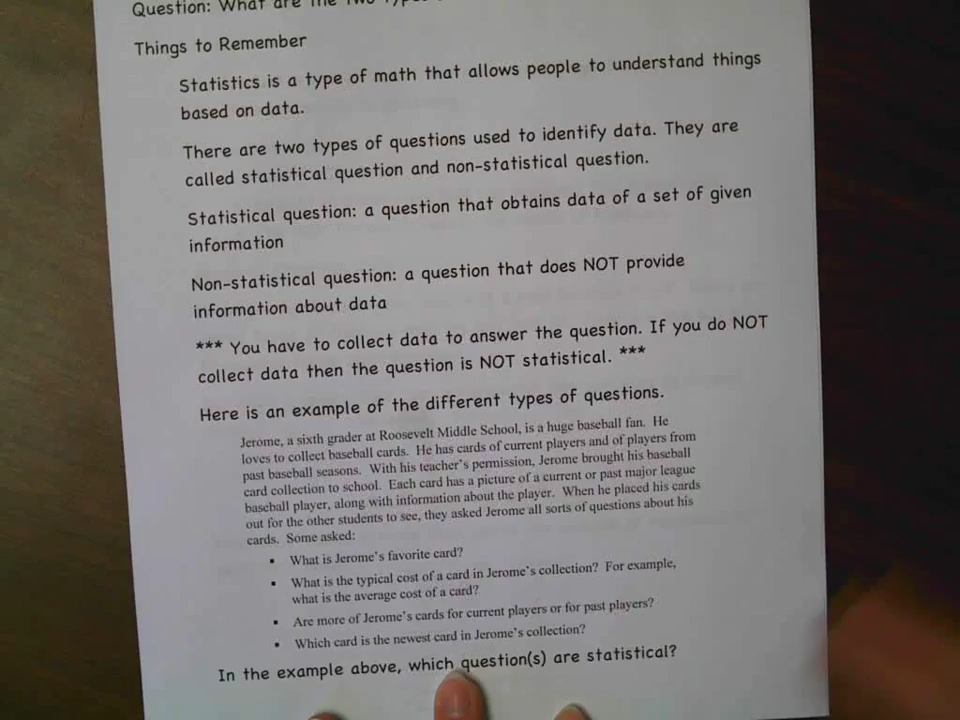 Question: What are the Two
Things to Remember
Statistics is a type of math that allows people to understand things
based on data.
There are two types of questions used to identify data. They are
called statistical question and non-statistical question.
Statistical question: a question that obtains data of a set of given
information
Non-statistical question: a question that does NOT provide
information about data
*** You have to collect data to answer the question. If you do NOT
collect data then the question is NOT statistical. ***
Here is an example of the different types of questions.
Jerome, a sixth grader at Roosevelt Middle School, is a huge baseball fan. He
loves to collect baseball cards. He has cards of current players and of players from
past baseball seasons. With his teacher's permission, Jerome brought his baseball
card collection to school. Each card has a picture of a current or past major league
baseball player, along with information about the player. When he placed his cards
out for the other students to see, they asked Jerome all sorts of questions about his
cards. Some asked:
▪ What is Jerome's favorite card?
▪ What is the typical cost of a card in Jerome's collection? For example,
what is the average cost of a card?
▪ Are more of Jerome's cards for current players or for past players?
▪ Which card is the newest card in Jerome's collection?
In the example above, which question(s) are statistical?